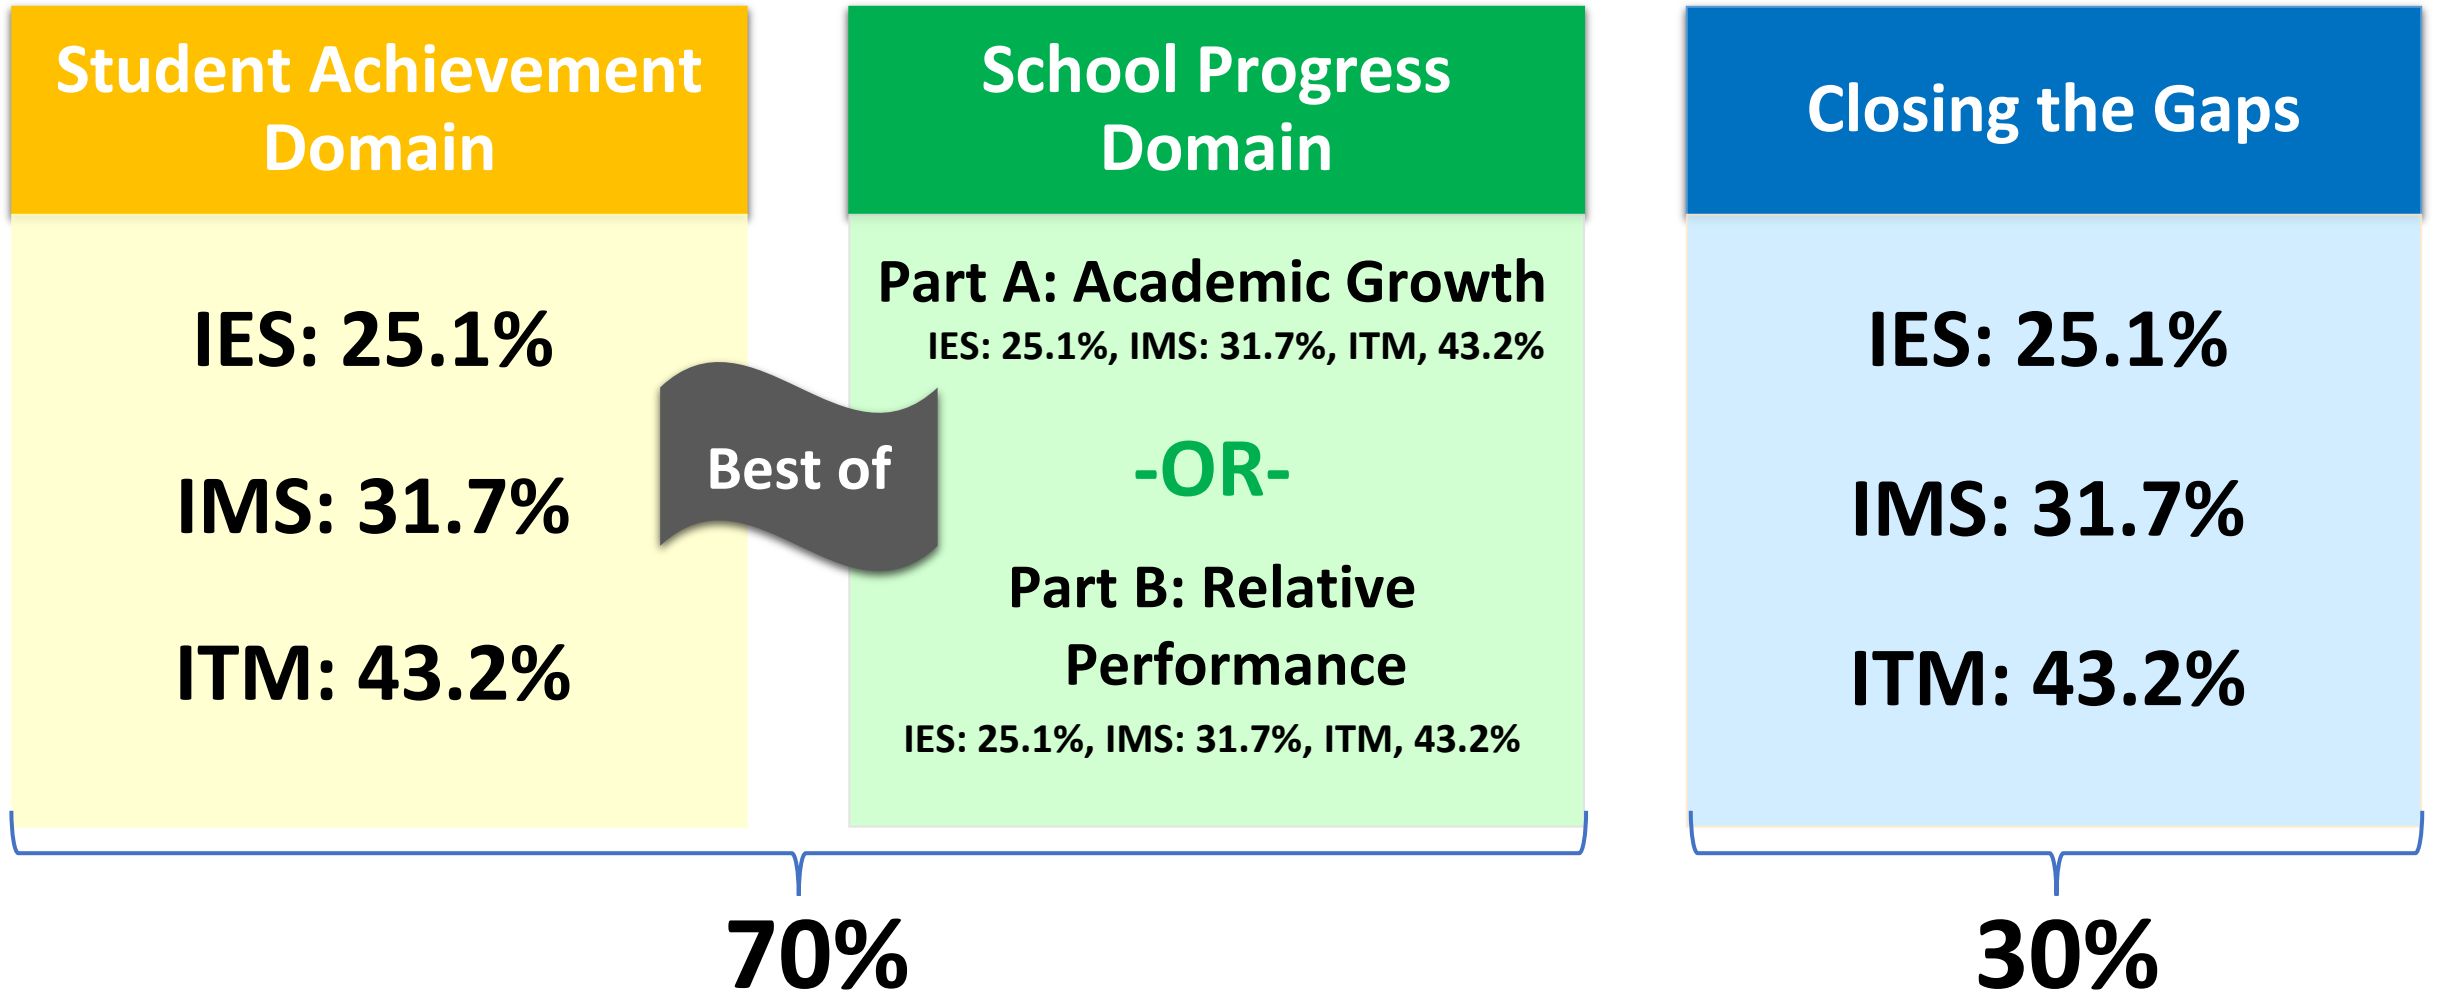 Student Achievement
Domain
IES: 25.1%
IMS: 31.7%
ITM: 43.2%
Best of
School Progress
Domain
Part A: Academic Growth
IES: 25.1%, IMS: 31.7%, ITM, 43.2%
-OR-
Part B: Relative
Performance
IES: 25.1%, IMS: 31.7%, ITM, 43.2%
Closing the Gaps
IES: 25.1%
IMS: 31.7%
ITM: 43.2%
70%
30%